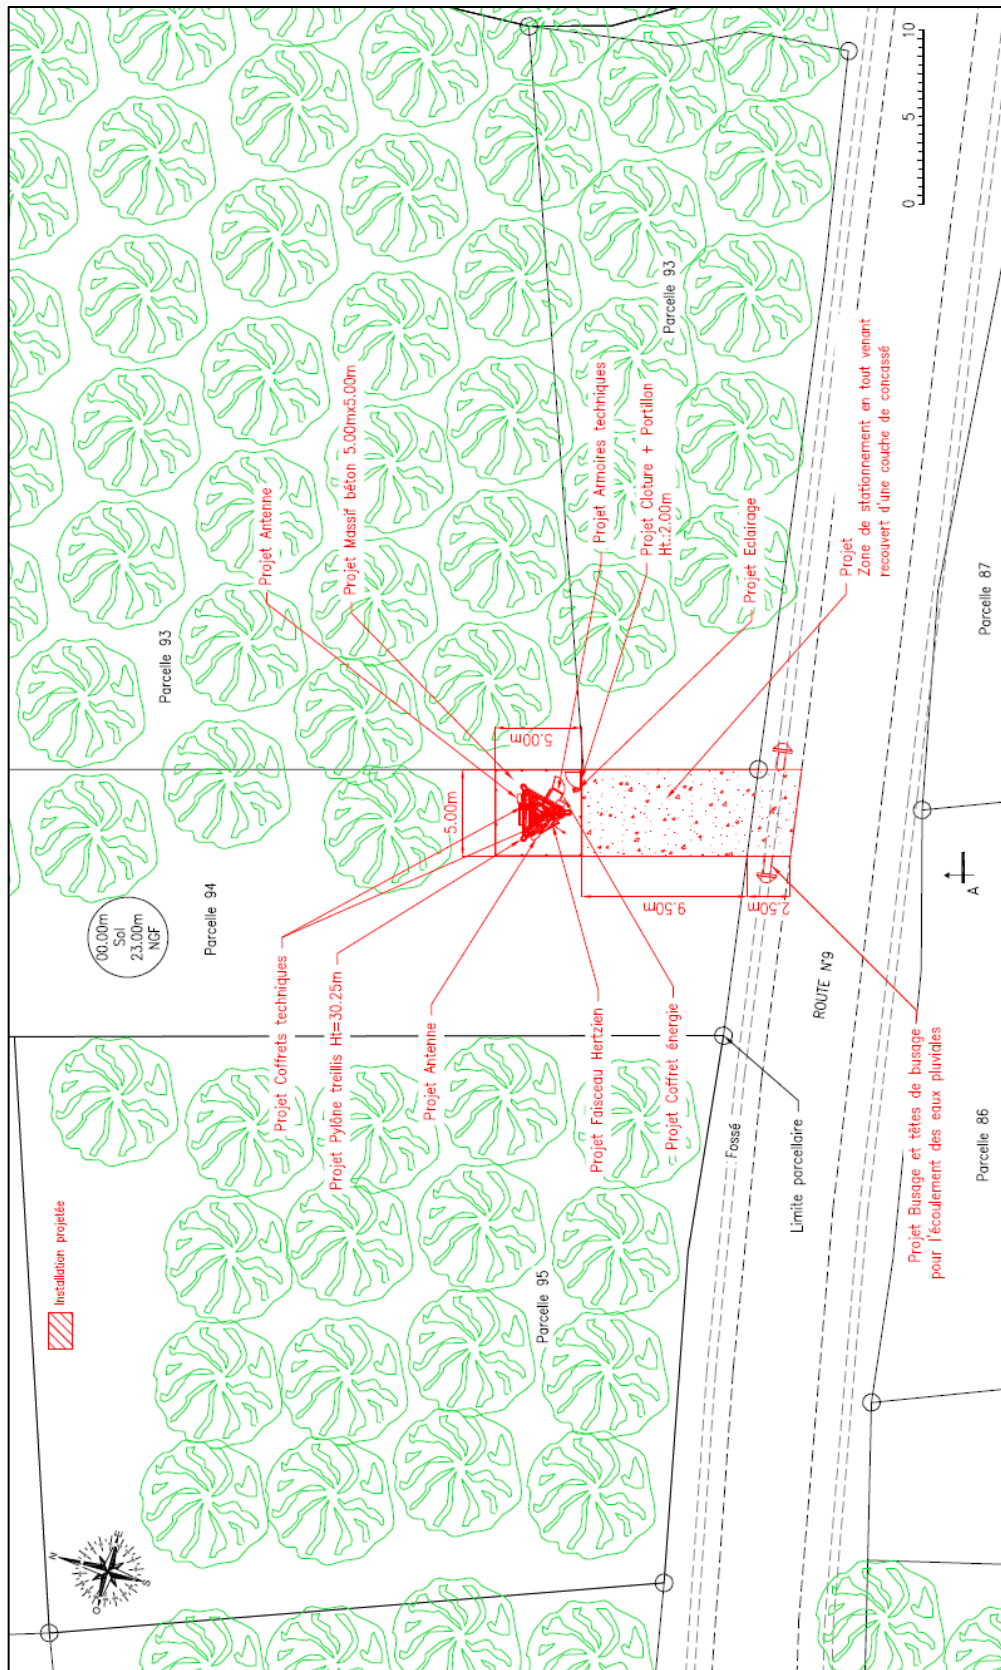 Installation projetée
N
E
S
O
00.00m
Sol
23.00m
NGF
Parcelle 94
Parcelle 93
Projet Antenne
Projet Massif béton 5.00mx5.00m
Projet Coffrets techniques
Projet Pylône treillis Ht=30.25m
Projet Antenne
Projet Faisceau Hertzien
Projet Coffret énergie
5.00m
5.00m
9.50m
2.50m
Projet Armoires techniques
Projet Cloture + Portillon
Ht.:2.00m
Projet Eclairage
Parcelle 93
Projet
Zone de stationnement en tout venant
recouvert d'une couche de concassé
Parcelle 95
Fossé
Limite parcellaire
ROUTE N°9
Projet Busage et têtes de busage
pour l'écoulement des eaux pluviales
A
Parcelle 86
Parcelle 87
0 5 10